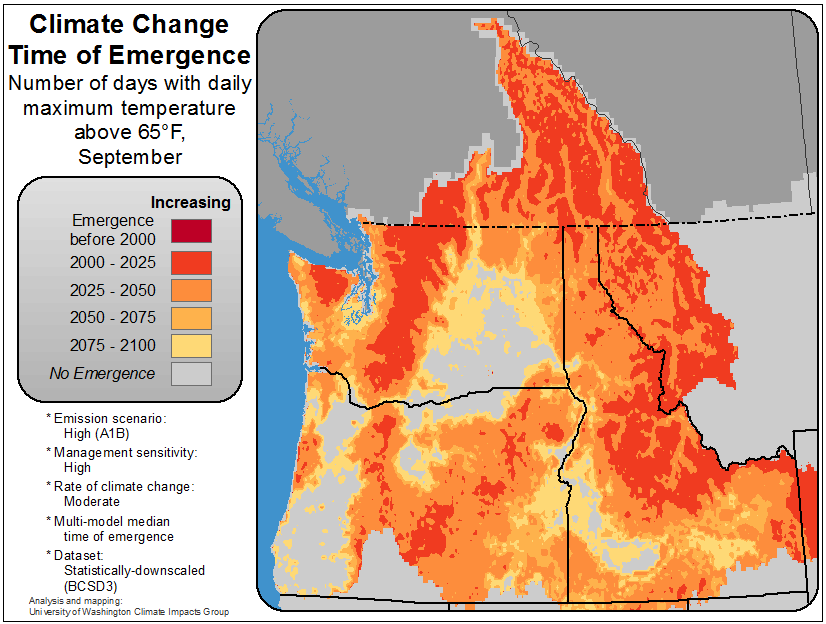 Climate Change
Time of Emergence
Number of days with daily
maximum temperature
above 65°F,
September
Increasing
Emergence
before 2000
2000 - 2025
2025 - 2050
2050 - 2075
2075 - 2100
No Emergence
* Emission scenario:
High (A1B)
* Management sensitivity:
High
* Rate of climate change:
Moderate
* Multi-model median
time of emergence
* Dataset:
Statistically-downscaled
(BCSD3)
Analysis and mapping:
University of Washington Climate Impacts Group